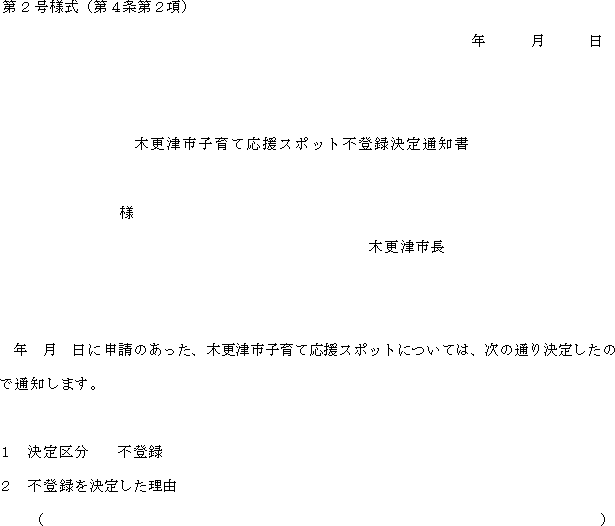 第２号様式（第４条第２項）
年　　　月　　　日
木更津市子育て応援スポット不登録決定通知書
様
木更津市長
年　月　日に申請のあった、木更津市子育て応援スポットについては、次の通り決定したの
で通知します。
１　決定区分　　不登録
２　不登録を決定した理由
（　　　　　　　　　　　　　　　　　　　　　　　　　　　　　　　　　　　　　）